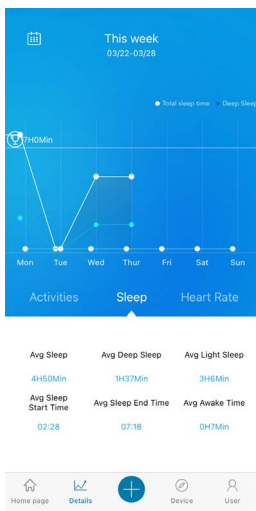 This week
03/22-03/28
Total sleep time Deep Sleep
7H0Min
Mon Tue Wed Thur Fri Sat Sun
Activities Sleep Heart Rate
Avg Sleep Avg Deep Sleep Avg Light Sleep
4H50Min 1H37Min 3H6Min
Avg Sleep
Start Time Avg Sleep End Time Avg Awake Time
02:28 07:18 0H7Min
Home page Details Device User